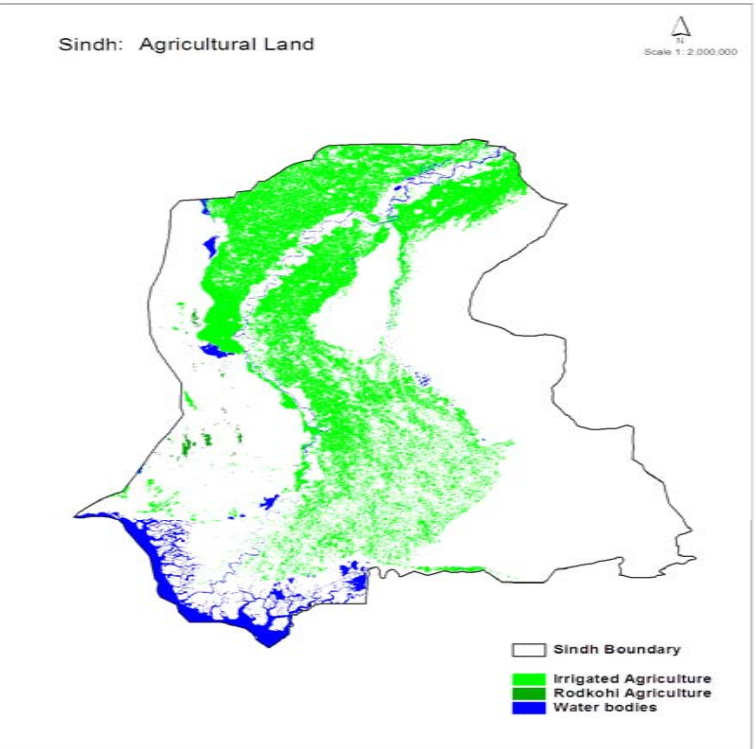 Sindh: Agricultural Land
N
Scale 1:2,000,000
Sindh Boundary
Irrigated Agriculture
Rodkohi Agriculture
Water bodies